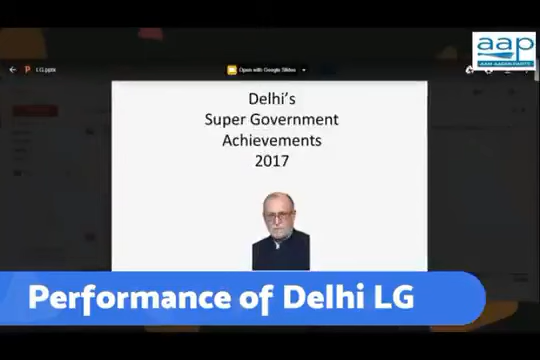 aap
AAM AADMI PARTY
LG.pptx
Open with Google Slides
Delhi's
Super Government
Achievements
2017
Performance of Delhi LG